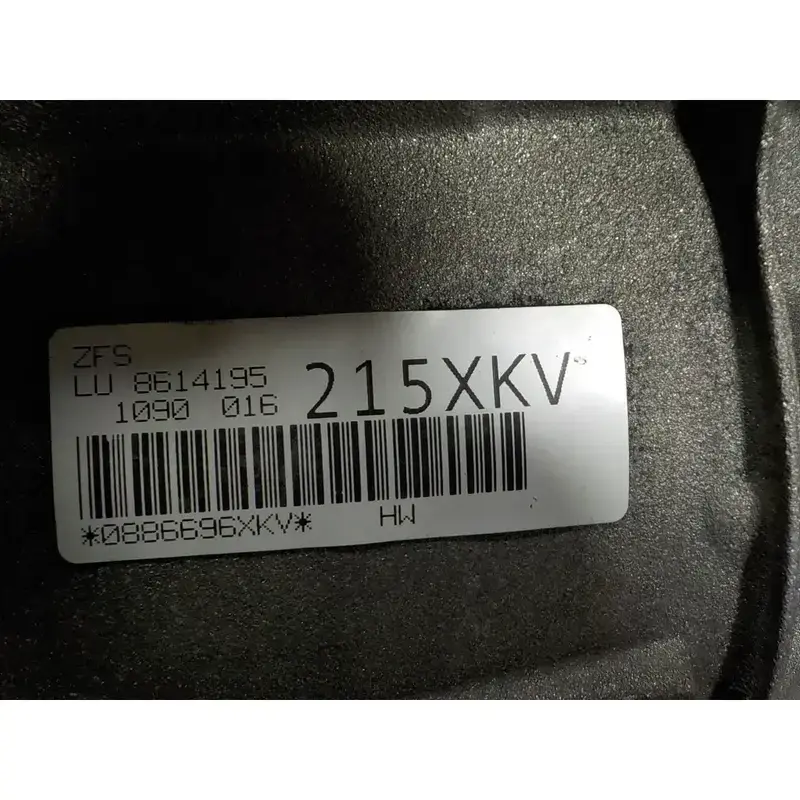 ZFS
LU 8614195
1090 016 215XKV
*0886696XKV* HW